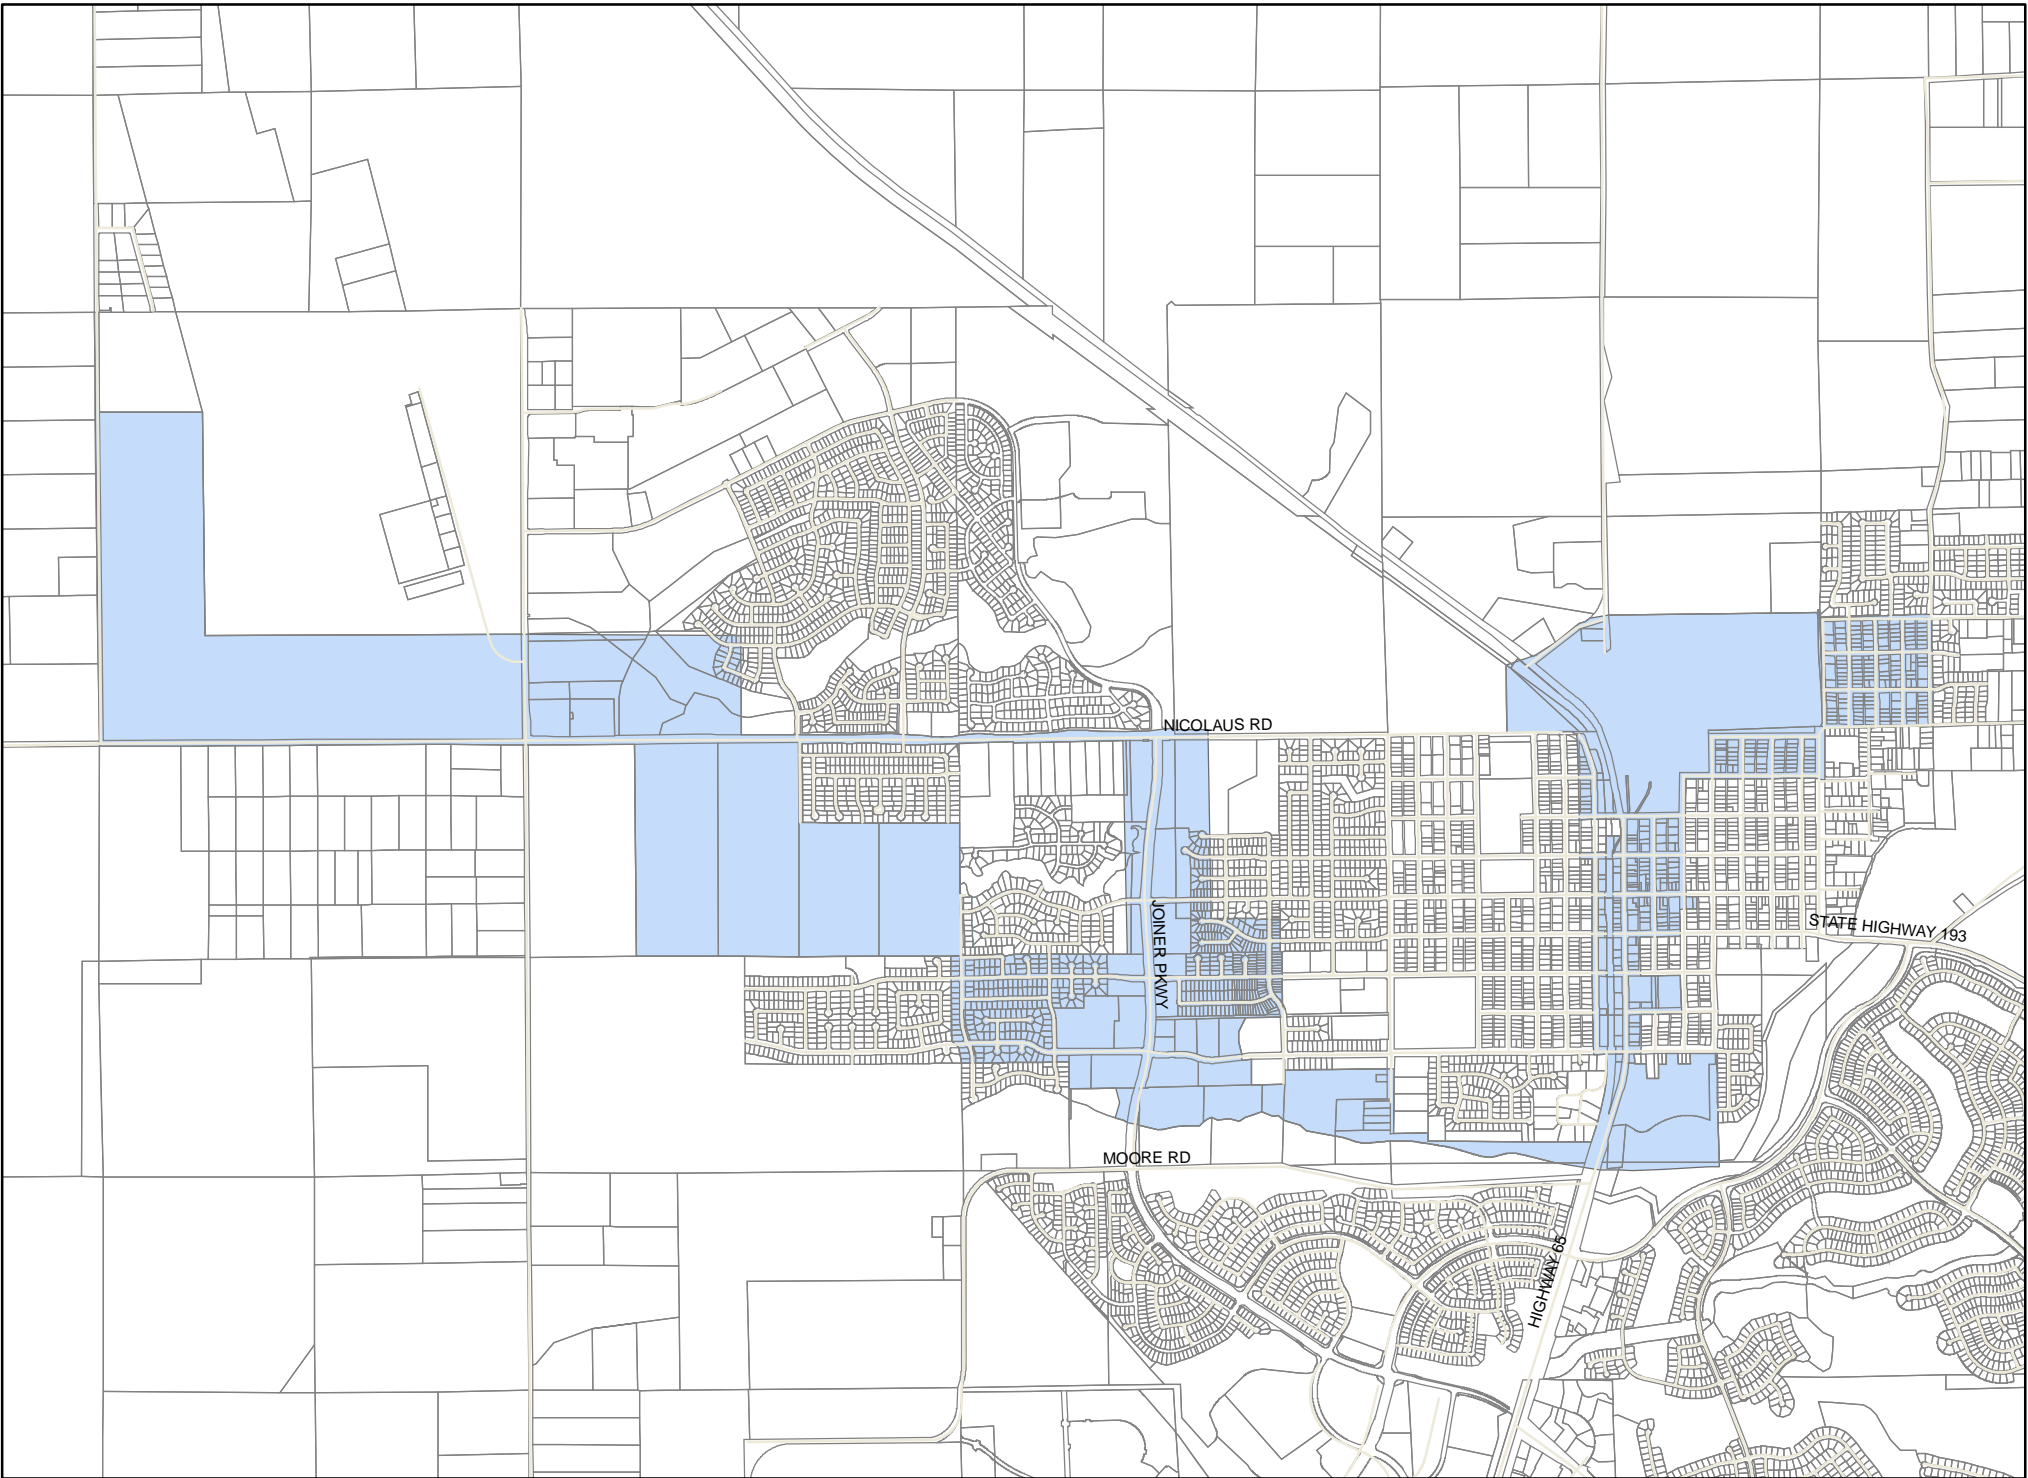 NICOLAUS RD
JOINER PKWY
STATE HIGHWAY 193
MOORE RD
HIGHWAY 65